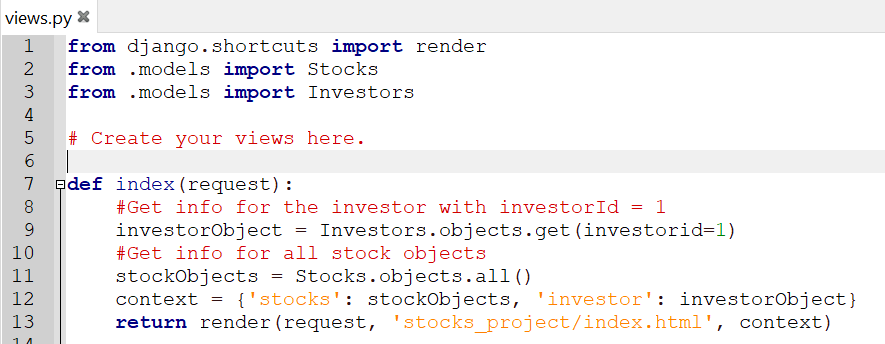 views.py
1 from django.shortcuts import render
2 from .models import Stocks
3 from .models import Investors
4
5 # Create your views here.
6
7 def index(request):
8     #Get info for the investor with investorId = 1
9     investorObject = Investors.objects.get(investorid=1)
10     #Get info for all stock objects
11     stockObjects = Stocks.objects.all()
12     context = {'stocks': stockObjects, 'investor': investorObject}
13     return render(request, 'stocks_project/index.html', context)